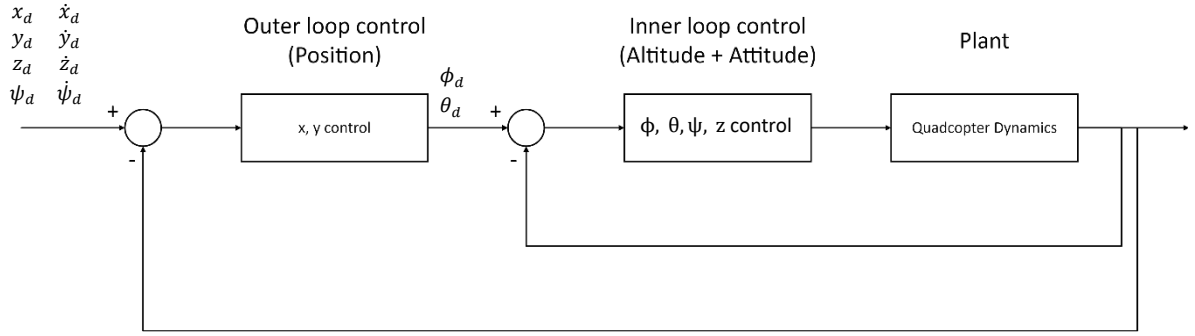 x_d ẋ_d
y_d ẏ_d
z_d ż_d
ψ_d ψ̇_d
Outer loop control
(Position)
Inner loop control
(Altitude + Attitude)
Plant
ϕ_d
θ_d
+
-
x, y control
+
-
ϕ, θ, ψ, z control
Quadcopter Dynamics